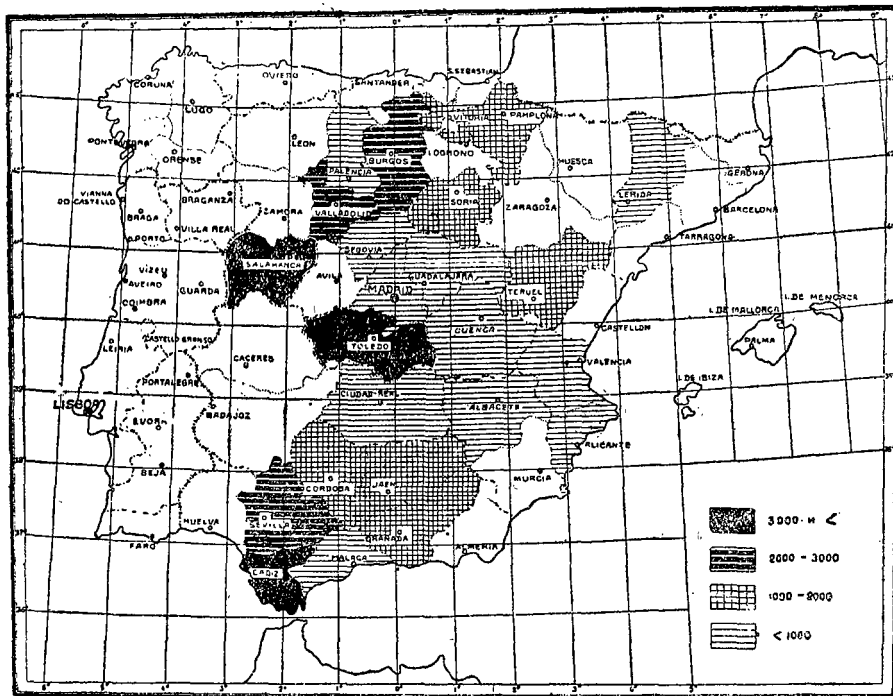 CORUÑA
LUGO
OVIEDO
SANTANDER
S. SEBASTIAN
PONTEVEDRA
ORENSE
LEON
BURGOS
VITORIA
PAMPLONA
LOGROÑO
HUESCA
GERONA
PALENCIA
VIANNA
DO CASTELLO
BRAGANZA
ZAMORA
VALLADOLID
SORIA
ZARAGOZA
LERIDA
BARCELONA
BRAGA
VILLA REAL
OPORTO
TARRAGONA
SEGOVIA
SALAMANCA
VIZEY
AVEIRO
GUARDA
AVILA
MADRID
GUADALAJARA
TERUEL
COIMBRA
CUENCA
CASTELLON
I. DE MALLORCA
I. DE MENORCA
CASTELLO BRANCO
TOLEDO
PALMA
LEIRIA
CACERES
VALENCIA
PORTALEGRE
I. DE IBIZA
LISBOA
CIUDAD-REAL
ALBACETE
BADAJOZ
EVORA
ALICANTE
BEJA
CORDOBA
JAEN
MURCIA
HUELVA
SEVILLA
GRANADA
ALMERIA
FARO
MALAGA
CADIZ
3000-H <
2000 - 3000
1000 - 2000
< 1000